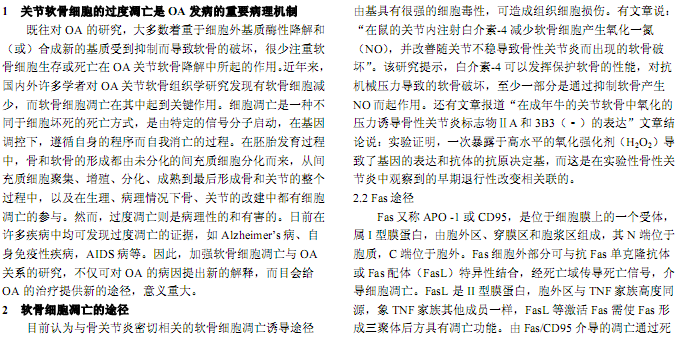 1 关节软骨细胞的过度凋亡是 OA 发病的重要病理机制
既往对 OA 的研究，大多数着重于细胞外基质酶性降解和
（或）合成新的基质受到抑制而导致软骨的破坏，很少注重软
骨细胞生存或死亡在 OA 关节软骨降解中所起的作用。近年来，
国内外许多学者对 OA 关节软骨组织学研究发现有软骨细胞减
少，而软骨细胞凋亡在其中起到关键作用。细胞凋亡是一种不
同于细胞坏死的死亡方式，是由特定的信号分子启动，在基因
调控下，遵循自身的程序而自我消亡的过程。在胚胎发育过程
中，骨和软骨的形成都由未分化的间充质细胞分化而来，从间
充质细胞聚集、增殖、分化、成熟到最后形成骨和关节的整个
过程中，以及在生理、病理情况下骨、关节的改建中都有细胞
凋亡的参与。然而，过度凋亡则是病理性的和有害的。目前在
许多疾病中均可发现过度凋亡的证据，如 Alzheimer's 病、自
身免疫性疾病，AIDS 病等。因此，加强软骨细胞凋亡与 OA
关系的研究，不仅可对 OA 的病因提出新的解释，而目会给
OA 的治疗提供新的途径，意义重大。
2 软骨细胞凋亡的途径
目前认为与骨关节炎密切相关的软骨细胞凋亡诱导途径
由基具有很强的细胞毒性，可造成组织细胞损伤。有文章说：
“在鼠的关节内注射白介素-4 减少软骨细胞产生氧化一氮
（NO），并改善随关节不稳导致骨性关节炎而出现的软骨破
坏”。该研究提示，白介素-4 可以发挥保护软骨的性能，对抗
机械压力导致的软骨破坏，至少一部分是通过抑制软骨产生
NO 而起作用。还有文章报道“在成年牛的关节软骨中氧化的
压力诱导骨性关节炎标志物ⅡA 和 3B3（-）的表达”文章结
论说：实验证明，一次暴露于高水平的氧化强化剂（H₂O₂）导
致了基因的表达和抗体的抗原决定基，而这是在实验性骨性关
节炎中观察到的早期退行性改变相关联的。
2.2 Fas 途径
Fas 又称 APO -1 或 CD95，是位于细胞膜上的一个受体，
属 I 型膜蛋白，由胞外区、穿膜区和胞浆区组成，其 N 端位于
胞质，C 端位于胞外。Fas 细胞外部分可与抗 Fas 单克隆抗体
或 Fas 配体（FasL）特异性结合，经死亡域传导死亡信号，介
导细胞凋亡。FasL 是 II 型膜蛋白，胞外区与 TNF 家族高度同
源，象 TNF 家族其他成员一样，FasL 等激活 Fas 需使 Fas 形
成三聚体后方具有凋亡功能。由 Fas/CD95 介导的凋亡通过死